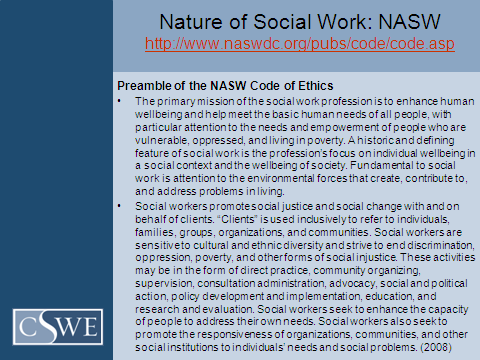 Nature of Social Work: NASW
http://www.naswdc.org/pubs/code/code.asp
Preamble of the NASW Code of Ethics
• The primary mission of the social work profession is to enhance human
wellbeing and help meet the basic human needs of all people, with
particular attention to the needs and empowerment of people who are
vulnerable, oppressed, and living in poverty. A historic and defining
feature of social work is the profession's focus on individual wellbeing in
a social context and the wellbeing of society. Fundamental to social
work is attention to the environmental forces that create, contribute to,
and address problems in living.
• Social workers promote social justice and social change with and on
behalf of clients. "Clients" is used inclusively to refer to individuals,
families, groups, organizations, and communities. Social workers are
sensitive to cultural and ethnic diversity and strive to end discrimination,
oppression, poverty, and other forms of social injustice. These activities
may be in the form of direct practice, community organizing,
supervision, consultation administration, advocacy, social and political
action, policy development and implementation, education, and
research and evaluation. Social workers seek to enhance the capacity
of people to address their own needs. Social workers also seek to
promote the responsiveness of organizations, communities, and other
social institutions to individuals' needs and social problems. (2008)
CSWE